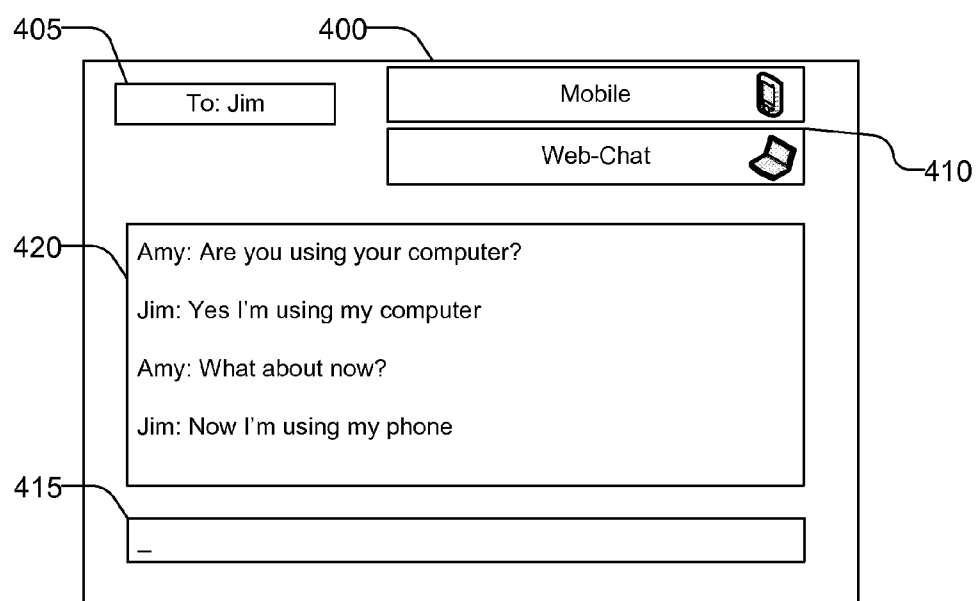 405
400
To: Jim
Mobile
Web-Chat
410
420
Amy: Are you using your computer?
Jim: Yes I'm using my computer
Amy: What about now?
Jim: Now I'm using my phone
415
_